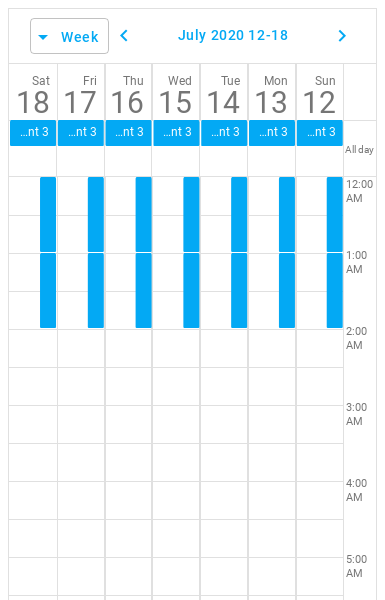 Week
July 2020 12-18
Sat Fri Thu Wed Tue Mon Sun
18 17 16 15 14 13 12
...nt 3 ...nt 3 ...nt 3 ...nt 3 ...nt 3 ...nt 3 ...nt 3
All day
12:00
AM
1:00
AM
2:00
AM
3:00
AM
4:00
AM
5:00
AM